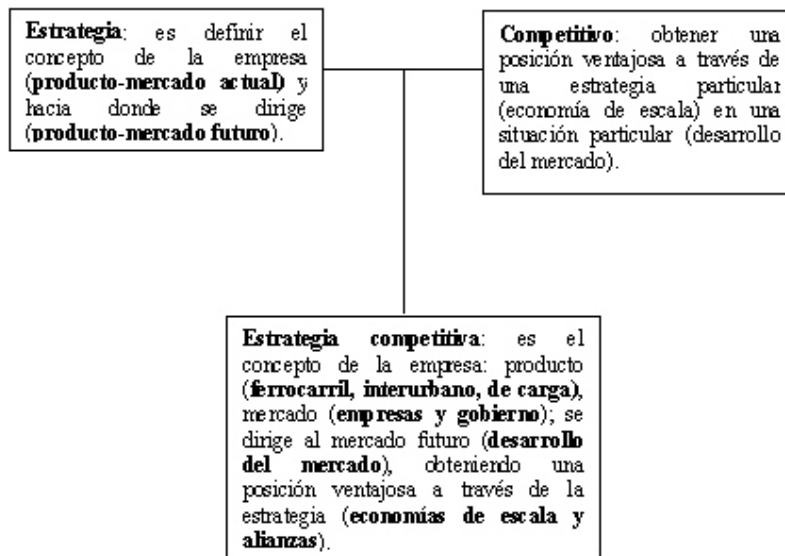 Estrategia: es definir el
concepto de la empresa
(producto-mercado actual) y
hacia donde se dirige
(producto-mercado futuro).
Competitivo: obtener una
posición ventajosa a través de
una estrategia particular
(economía de escala) en una
situación particular (desarrollo
del mercado).
Estrategia competitiva: es el
concepto de la empresa: producto
(ferrocarril, interurbano, de carga),
mercado (empresas y gobierno); se
dirige al mercado futuro (desarrollo
del mercado), obteniendo una
posición ventajosa a través de la
estrategia (economías de escala y
alianzas).